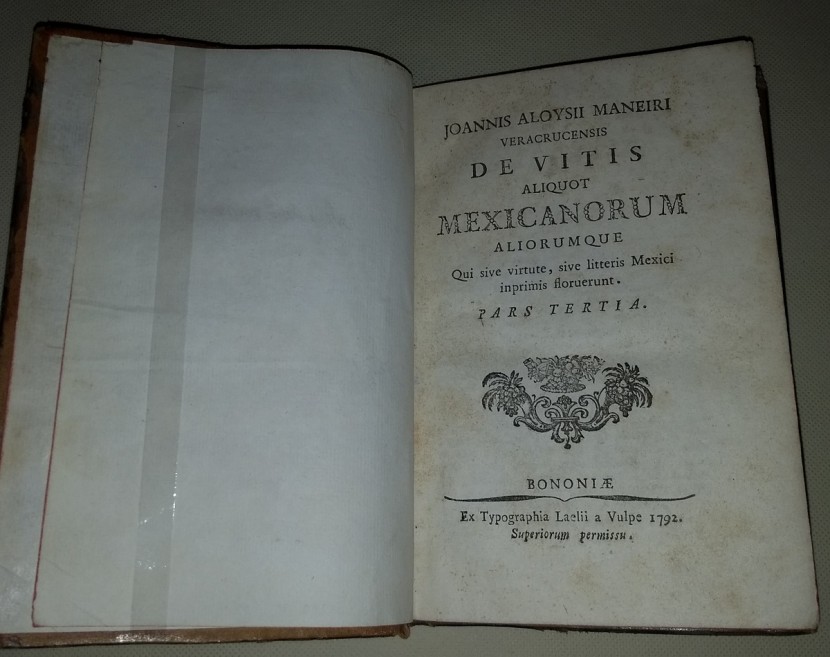 JOANNIS ALOYSII MANEIRI
VERACRUCENSIS
DE VITIS
ALIQUOT
MEXICANORUM
ALIORUMQUE
Qui sive virtute, sive litteris Mexici
inprimis floruerunt.
PARS TERTIA.
BONONIÆ
Ex Typographia Laelii a Vulpe 1792.
Superiorum permissu.